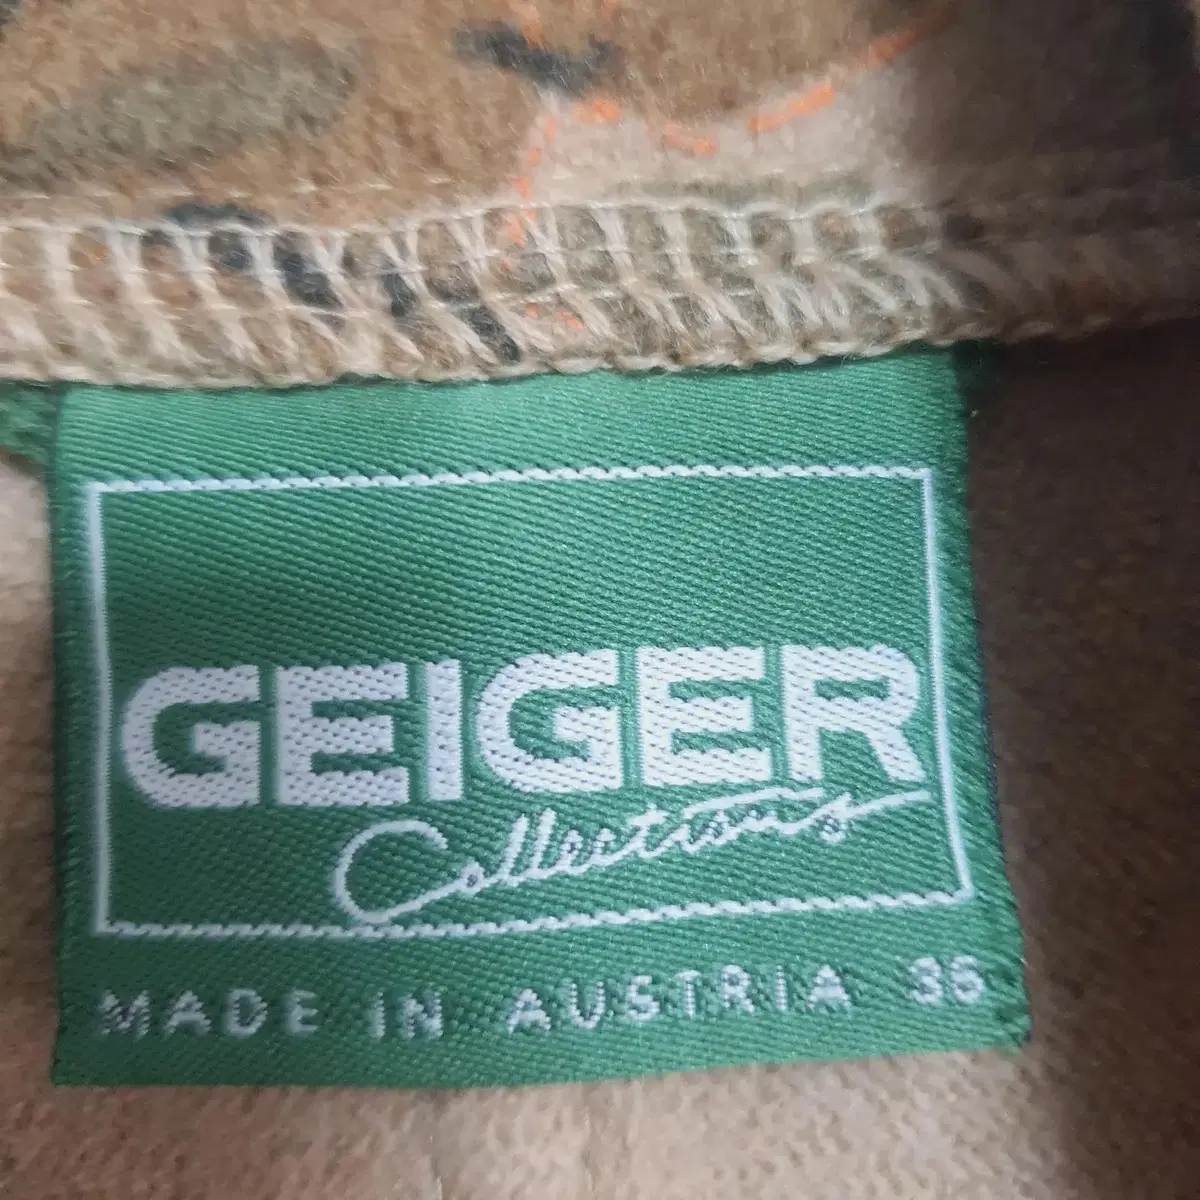 GEIGER
Collections
MADE IN AUSTRIA 36